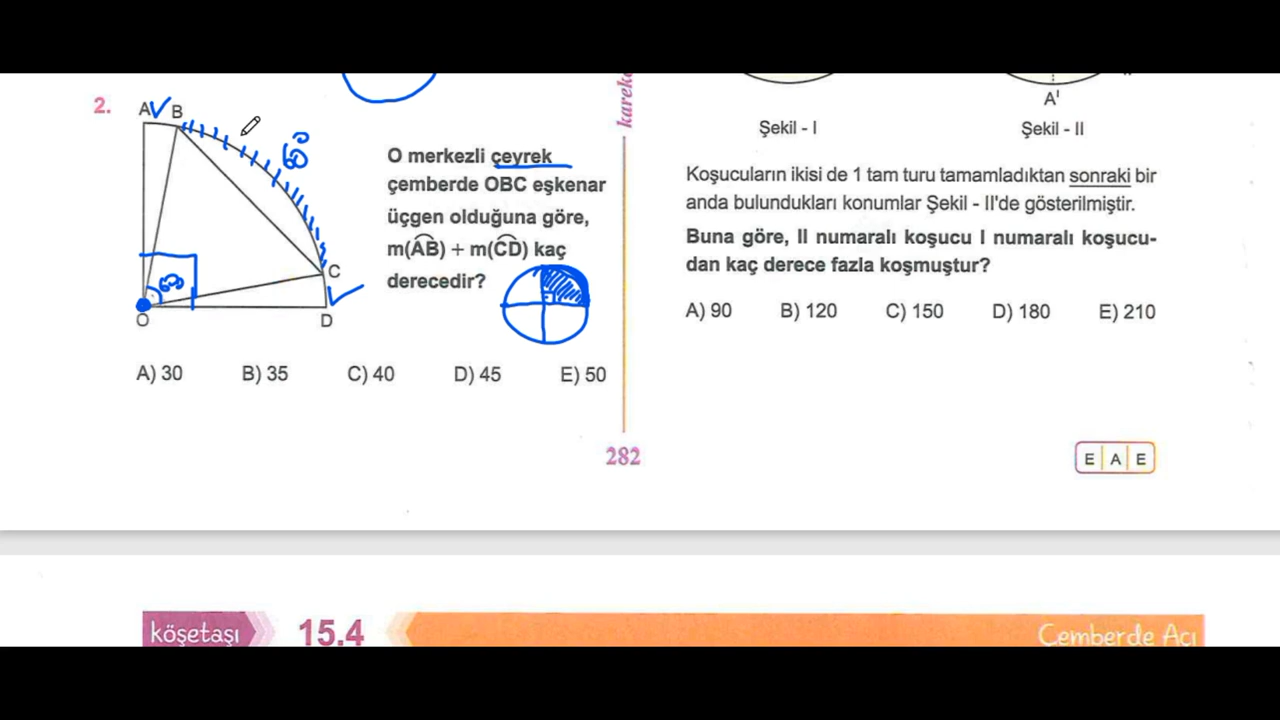 2.
A B
60°
O merkezli çeyrek
çemberde OBC eşkenar
üçgen olduğuna göre,
m(AB) + m(CD) kaç
derecedir?
60
C
O
D
A) 30 B) 35 C) 40 D) 45 E) 50
karek
282
A'
Şekil - I Şekil - II
Koşucuların ikisi de 1 tam turu tamamladıktan sonraki bir
anda bulundukları konumlar Şekil - II'de gösterilmiştir.
Buna göre, II numaralı koşucu I numaralı koşucu-
dan kaç derece fazla koşmuştur?
A) 90 B) 120 C) 150 D) 180 E) 210
E A E
köşetaşı 15.4 Çemberde Açı